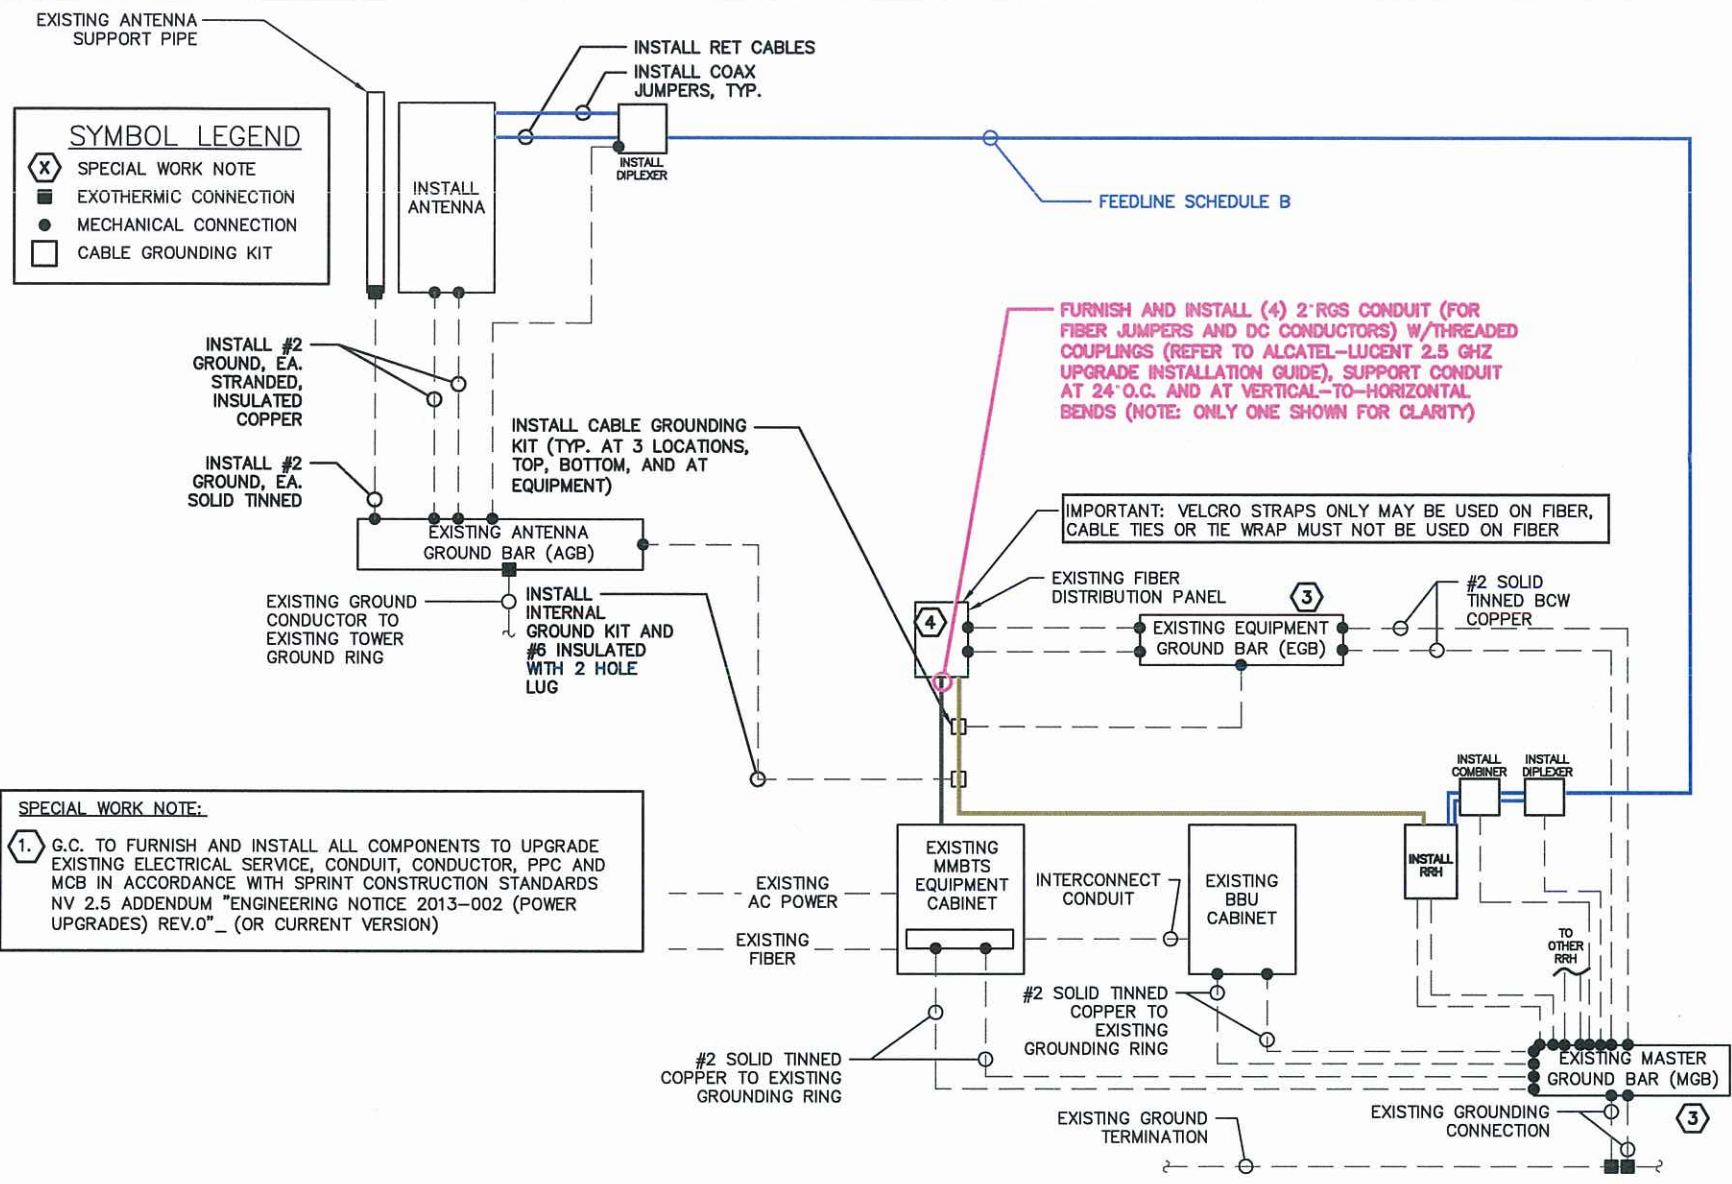 EXISTING ANTENNA
SUPPORT PIPE
INSTALL RET CABLES
INSTALL COAX
JUMPERS, TYP.
SYMBOL LEGEND
X SPECIAL WORK NOTE
EXOTHERMIC CONNECTION
MECHANICAL CONNECTION
CABLE GROUNDING KIT
INSTALL
ANTENNA
INSTALL
DIPLEXER
FEEDLINE SCHEDULE B
FURNISH AND INSTALL (4) 2"RGS CONDUIT (FOR
FIBER JUMPERS AND DC CONDUCTORS) W/THREADED
COUPLINGS (REFER TO ALCATEL-LUCENT 2.5 GHZ
UPGRADE INSTALLATION GUIDE), SUPPORT CONDUIT
AT 24"O.C. AND AT VERTICAL-TO-HORIZONTAL
BENDS (NOTE: ONLY ONE SHOWN FOR CLARITY)
INSTALL #2
GROUND, EA.
STRANDED,
INSULATED
COPPER
INSTALL #2
GROUND, EA.
SOLID TINNED
INSTALL CABLE GROUNDING
KIT (TYP. AT 3 LOCATIONS,
TOP, BOTTOM, AND AT
EQUIPMENT)
IMPORTANT: VELCRO STRAPS ONLY MAY BE USED ON FIBER,
CABLE TIES OR TIE WRAP MUST NOT BE USED ON FIBER
EXISTING ANTENNA
GROUND BAR (AGB)
EXISTING GROUND
CONDUCTOR TO
EXISTING TOWER
GROUND RING
INSTALL
INTERNAL
GROUND KIT AND
#6 INSULATED
WITH 2 HOLE
LUG
EXISTING FIBER
DISTRIBUTION PANEL
4
3
EXISTING EQUIPMENT
GROUND BAR (EGB)
#2 SOLID
TINNED BCW
COPPER
INSTALL
COMBINER
INSTALL
DIPLEXER
SPECIAL WORK NOTE:
1. G.C. TO FURNISH AND INSTALL ALL COMPONENTS TO UPGRADE
EXISTING ELECTRICAL SERVICE, CONDUIT, CONDUCTOR, PPC AND
MCB IN ACCORDANCE WITH SPRINT CONSTRUCTION STANDARDS
NV 2.5 ADDENDUM "ENGINEERING NOTICE 2013-002 (POWER
UPGRADES) REV.0"_ (OR CURRENT VERSION)
EXISTING
AC POWER
EXISTING
FIBER
EXISTING
MMBTS
EQUIPMENT
CABINET
INTERCONNECT
CONDUIT
EXISTING
BBU
CABINET
INSTALL
RRH
TO
OTHER
RRH
#2 SOLID TINNED
COPPER TO
EXISTING
GROUNDING RING
#2 SOLID TINNED
COPPER TO EXISTING
GROUNDING RING
EXISTING MASTER
GROUND BAR (MGB)
3
EXISTING GROUND
TERMINATION
EXISTING GROUNDING
CONNECTION